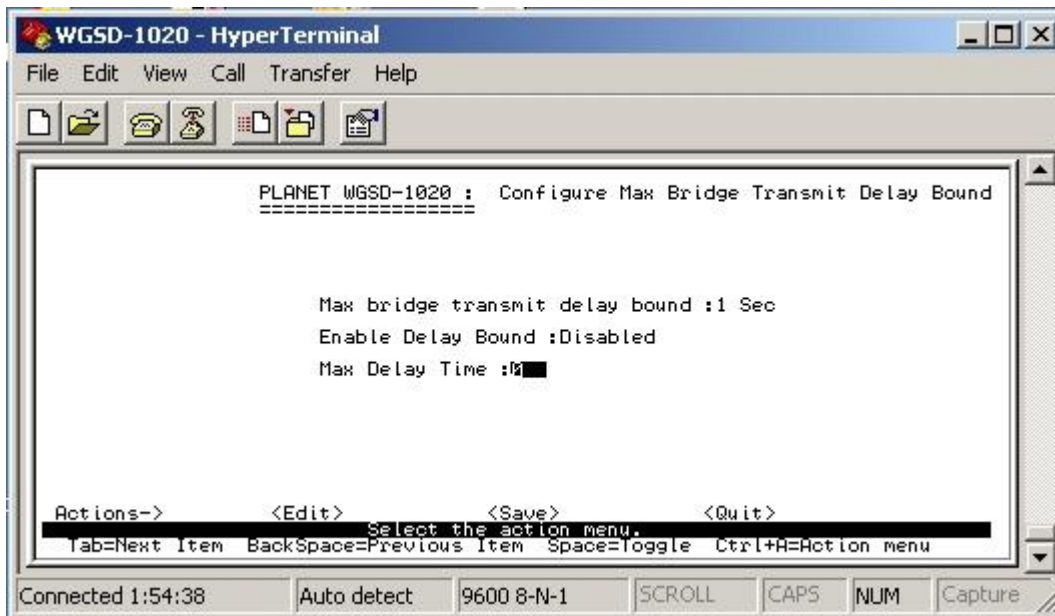 WGSD-1020 - HyperTerminal
File Edit View Call Transfer Help
PLANET WGSD-1020 : Configure Max Bridge Transmit Delay Bound
==================
Max bridge transmit delay bound :1 Sec
Enable Delay Bound :Disabled
Max Delay Time :0
Actions-> <Edit> <Save> <Quit>
Select the action menu.
Tab=Next Item BackSpace=Previous Item Space=Toggle Ctrl+A=Action menu
Connected 1:54:38 Auto detect 9600 8-N-1 SCROLL CAPS NUM Capture